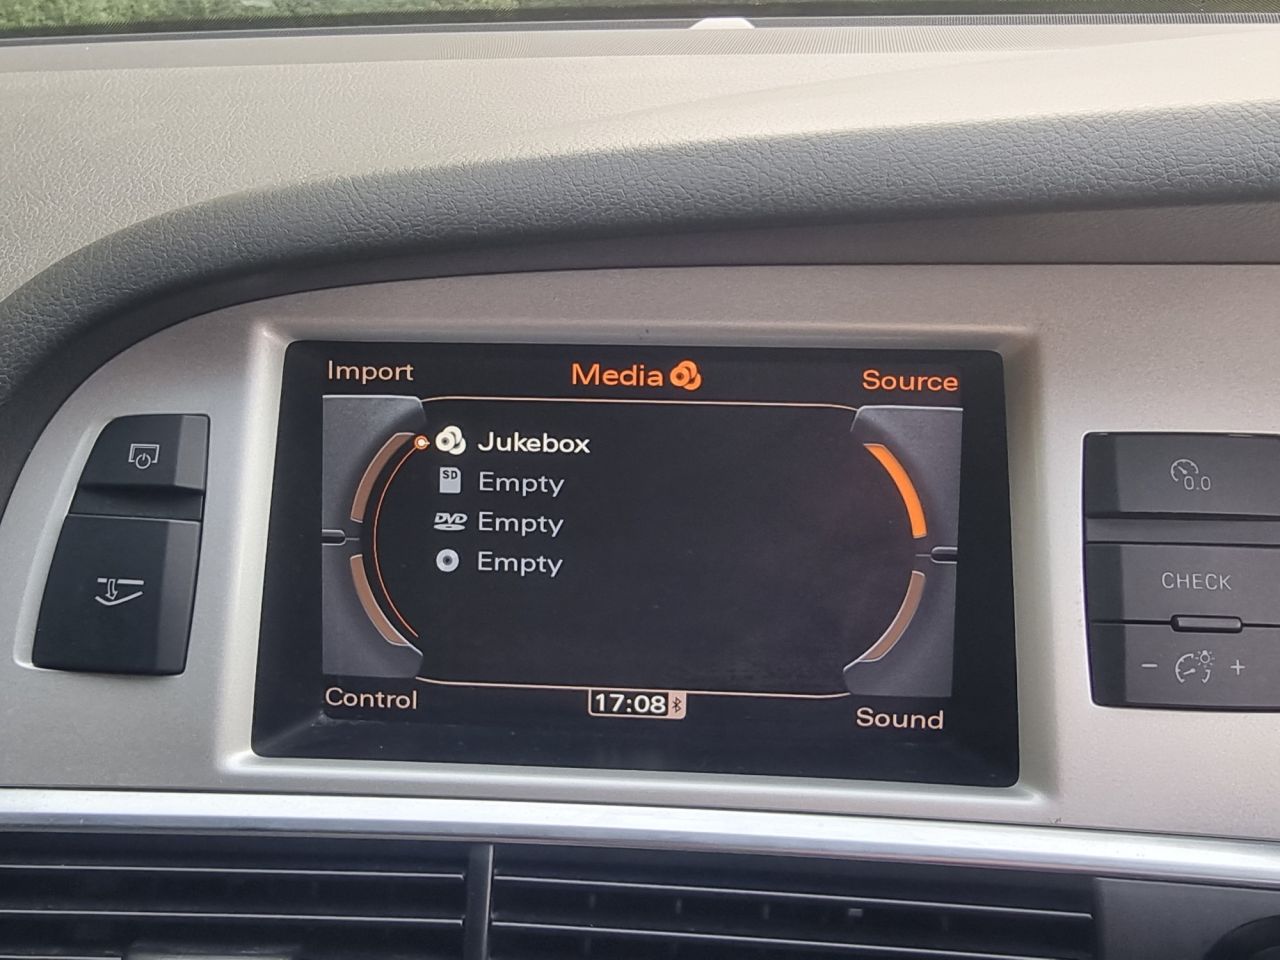 Import
Media
Source
Jukebox
SD Empty
DVD Empty
Empty
Control
17:08
Sound
0.0
CHECK
- +